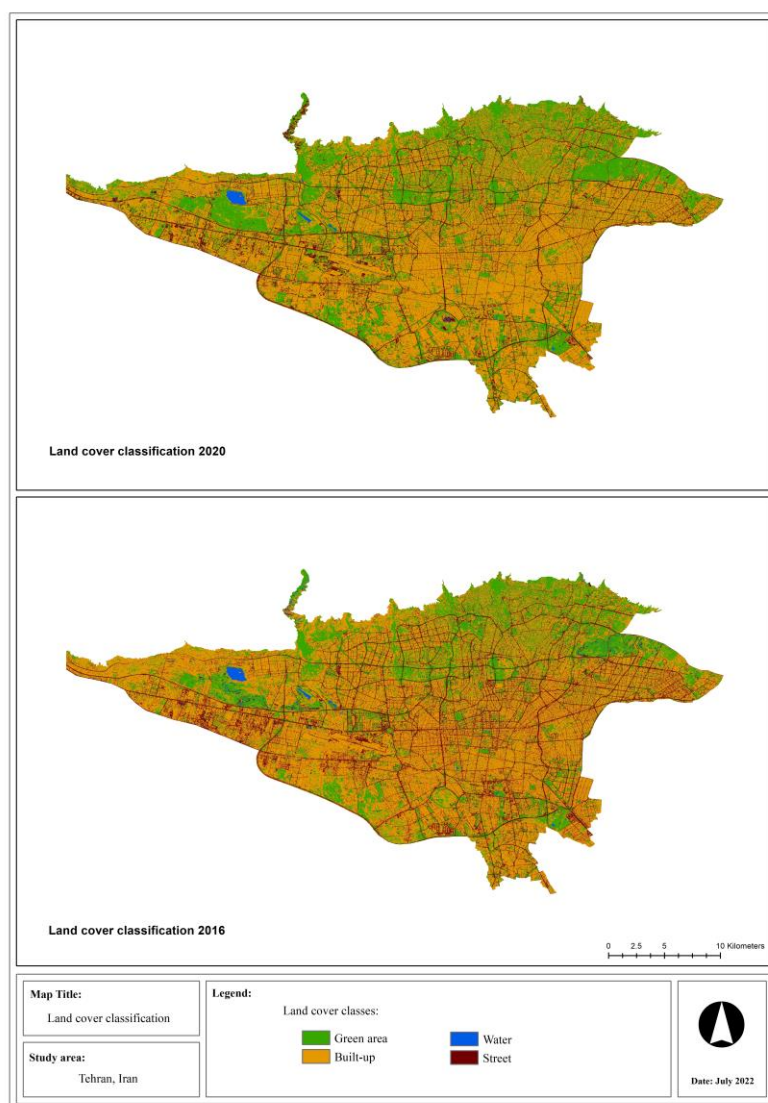 Land cover classification 2020
Land cover classification 2016
0 2.5 5 10 Kilometers
Map Title:
Land cover classification
Study area:
Tehran, Iran
Legend:
Land cover classes:
Green area
Built-up
Water
Street
Date: July 2022